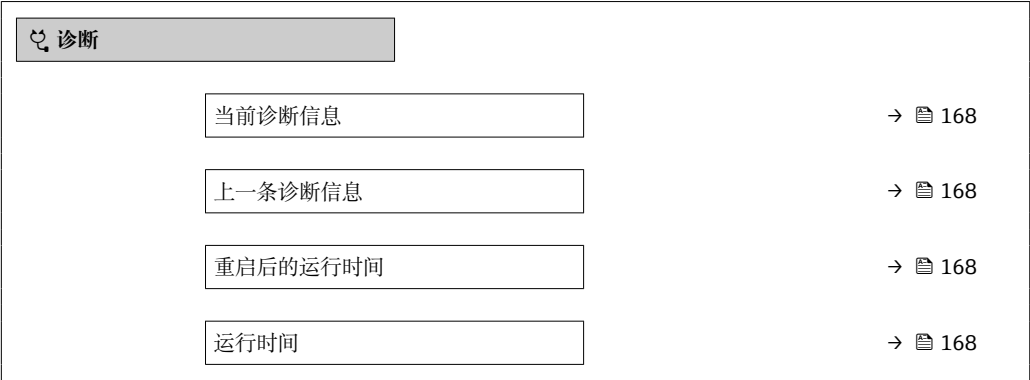 诊断
当前诊断信息 → 168
上一条诊断信息 → 168
重启后的运行时间 → 168
运行时间 → 168